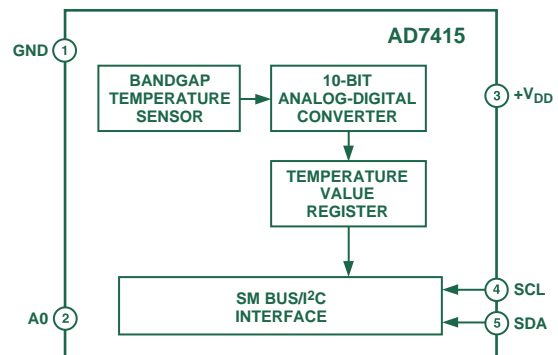 AD7415
GND 1
BANDGAP
TEMPERATURE
SENSOR
10-BIT
ANALOG-DIGITAL
CONVERTER
3 +VDD
TEMPERATURE
VALUE
REGISTER
SM BUS/I2C
INTERFACE
4 SCL
A0 2
5 SDA